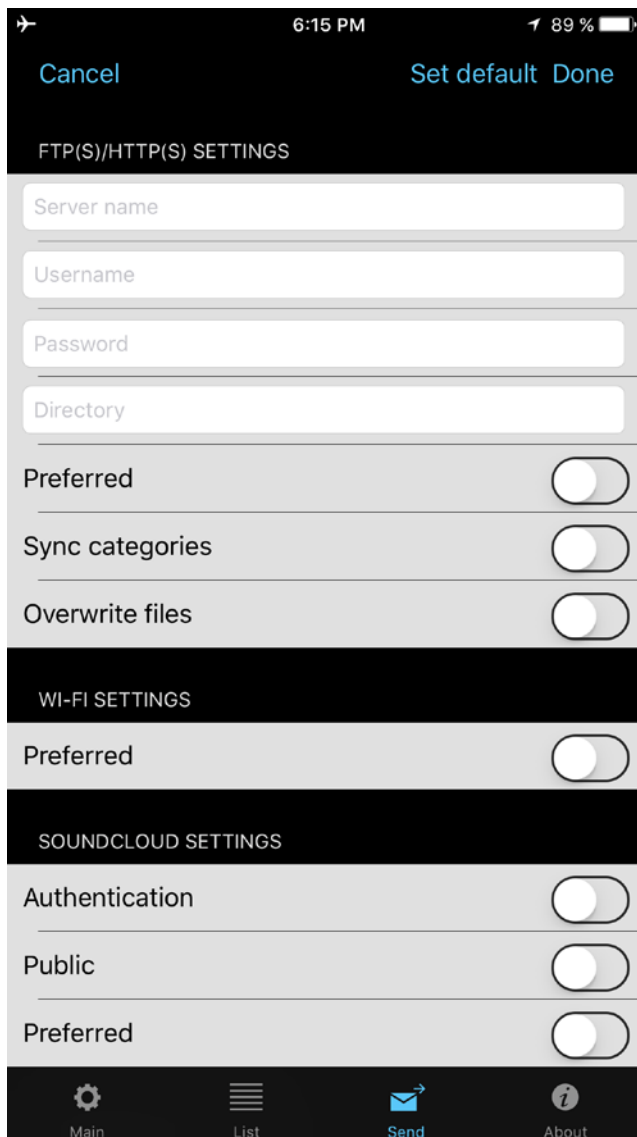 6:15 PM
89 %
Cancel
Set default Done
FTP(S)/HTTP(S) SETTINGS
Server name
Username
Password
Directory
Preferred
Sync categories
Overwrite files
WI-FI SETTINGS
Preferred
SOUNDCLOUD SETTINGS
Authentication
Public
Preferred
Main
List
Send
About